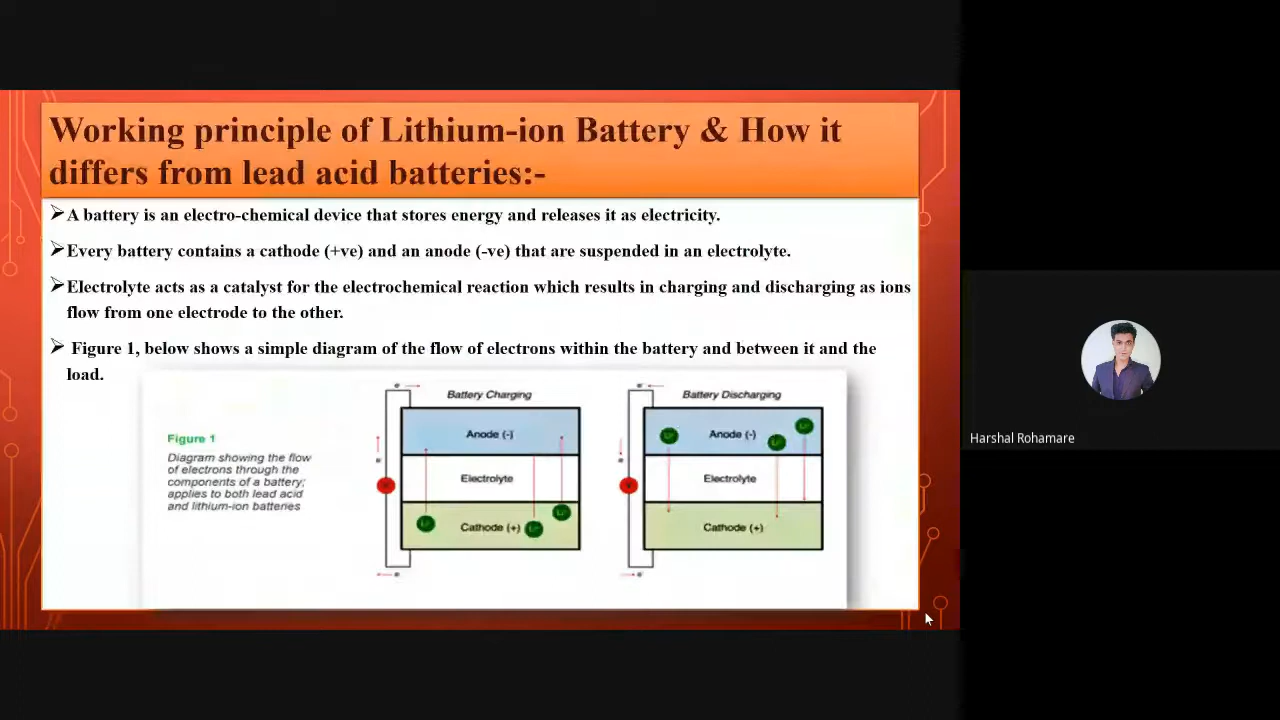 Working principle of Lithium-ion Battery & How it
differs from lead acid batteries:-
A battery is an electro-chemical device that stores energy and releases it as electricity.
Every battery contains a cathode (+ve) and an anode (-ve) that are suspended in an electrolyte.
Electrolyte acts as a catalyst for the electrochemical reaction which results in charging and discharging as ions
flow from one electrode to the other.
Figure 1, below shows a simple diagram of the flow of electrons within the battery and between it and the
load.
Figure 1
Diagram showing the flow
of electrons through the
components of a battery;
applies to both lead acid
and lithium-ion batteries
Battery Charging
Anode (-)
Electrolyte
Cathode (+)
Battery Discharging
Anode (-)
Electrolyte
Cathode (+)
Harshal Rohamare